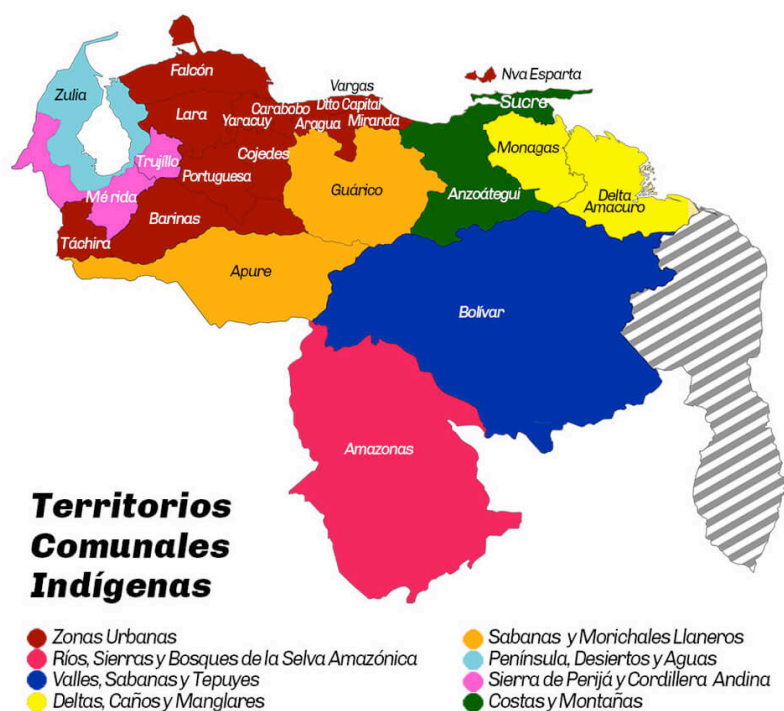 Falcón
Vargas
Nva Esparta
Zulia
Sucre
Lara
Carabobo
Dtto Capital
Yaracuy
Aragua
Miranda
Monagas
Trujíllo
Cojedes
Portuguesa
Guárico
Anzoátegui
Delta
Amacuro
Mérida
Barinas
Táchira
Apure
Bolívar
Amazonas
Territorios
Comunales
Indígenas
Zonas Urbanas
Ríos, Sierras y Bosques de la Selva Amazónica
Valles, Sabanas y Tepuyes
Deltas, Caños y Manglares
Sabanas y Morichales Llaneros
Península, Desiertos y Aguas
Sierra de Perijá y Cordillera Andina
Costas y Montañas